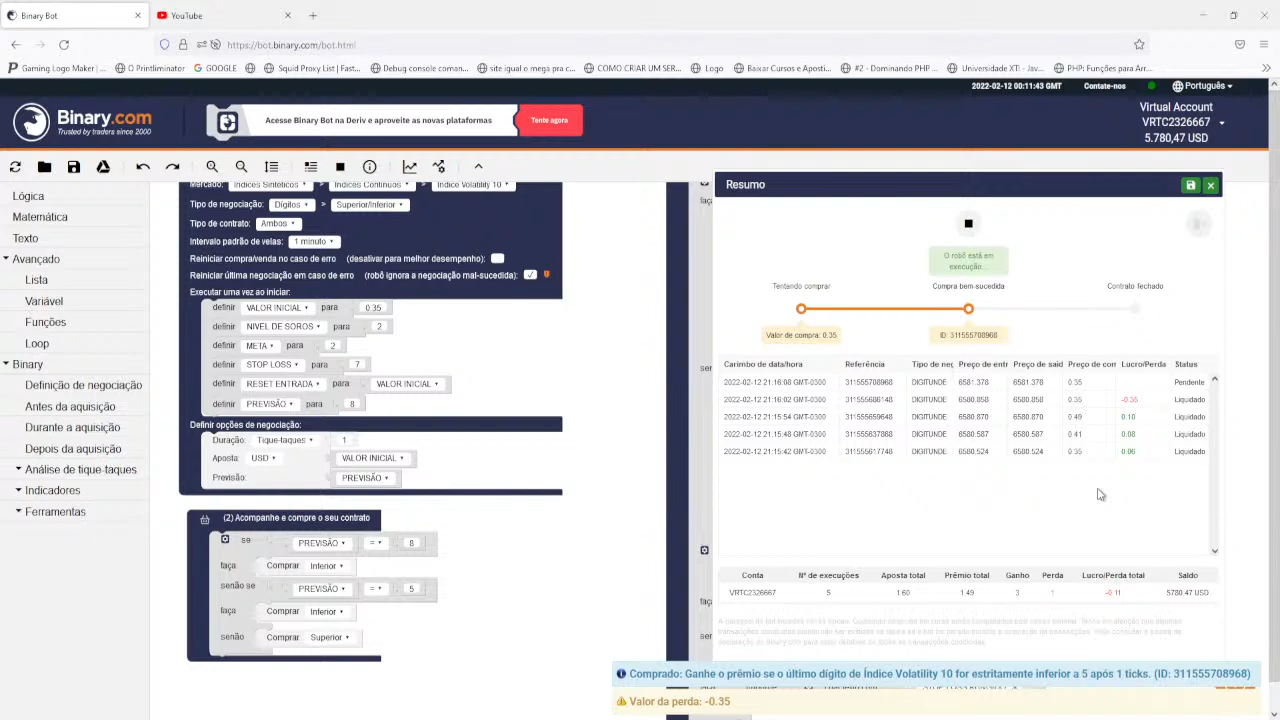 Binary Bot
YouTube
https://bot.binary.com/bot.html
Gaming Logo Maker | ...
O Printliminator
GOOGLE
Squid Proxy List | Fast...
Debug console coman...
site igual o mega pra c...
COMO CRIAR UM SER...
Logo
Baixar Cursos e Aposti...
#2 - Dominando PHP ...
Universidade XTI - Jav...
PHP: Funções para Arr...
2022-02-12 00:11:43 GMT
Contate-nos
Português
Binary.com
Trusted by traders since 2000
Acesse Binary Bot na Deriv e aproveite as novas plataformas
Tente agora
Virtual Account
VRTC2326667
5.780,47 USD
Lógica
Matemática
Texto
Avançado
Lista
Variável
Funções
Loop
Binary
Definição de negociação
Antes da aquisição
Durante a aquisição
Depois da aquisição
Análise de tique-taques
Indicadores
Ferramentas
Mercado: Índices Sintéticos > Índices Contínuos > Índice Volatility 10
Tipo de negociação: Dígitos > Superior/Inferior
Tipo de contrato: Ambos
Intervalo padrão de velas: 1 minuto
Reiniciar compra/venda no caso de erro (desativar para melhor desempenho):
Reiniciar última negociação em caso de erro (robô ignora a negociação mal-sucedida):
Executar uma vez ao iniciar:
definir VALOR INICIAL para 0.35
definir NIVEL DE SOROS para 2
definir META para 2
definir STOP LOSS para 7
definir RESET ENTRADA para VALOR INICIAL
definir PREVISÃO para 8
Definir opções de negociação:
Duração: Tique-taques 1
Aposta: USD VALOR INICIAL
Previsão: PREVISÃO
(2) Acompanhe e compre o seu contrato
se PREVISÃO = 8
faça: Comprar Inferior
senão se PREVISÃO = 5
faça Comprar Inferior
senão Comprar Superior
Resumo
O robô está em
execução...
Tentando comprar
Compra bem-sucedida
Contrato fechado
Valor de compra: 0.35
ID: 311555708968
Carimbo de data/hora Referência Tipo de neg Preço de entr Preço de said Preço de con Lucro/Perda Status
2022-02-12 21:16:08 GMT-0300 311555708968 DIGITUNDE 6581.378 6581.378 0.35 Pendente
2022-02-12 21:16:02 GMT-0300 311555686148 DIGITUNDE 6580.858 6580.858 0.35 -0.35 Liquidado
2022-02-12 21:15:54 GMT-0300 311555659648 DIGITUNDE 6580.870 6580.870 0.49 0.10 Liquidado
2022-02-12 21:15:48 GMT-0300 311555637868 DIGITUNDE 6580.587 6580.587 0.41 0.08 Liquidado
2022-02-12 21:15:42 GMT-0300 311555617748 DIGITUNDE 6580.524 6580.524 0.35 0.06 Liquidado
Conta Nº de execuções Aposta total Prêmio total Ganho Perda Lucro/Perda total Saldo
VRTC2326667 5 1.60 1.49 3 1 -0.11 5780.47 USD
Comprado: Ganhe o prêmio se o último dígito de Índice Volatility 10 for estritamente inferior a 5 após 1 ticks. (ID: 311555708968)
Valor da perda: -0.35